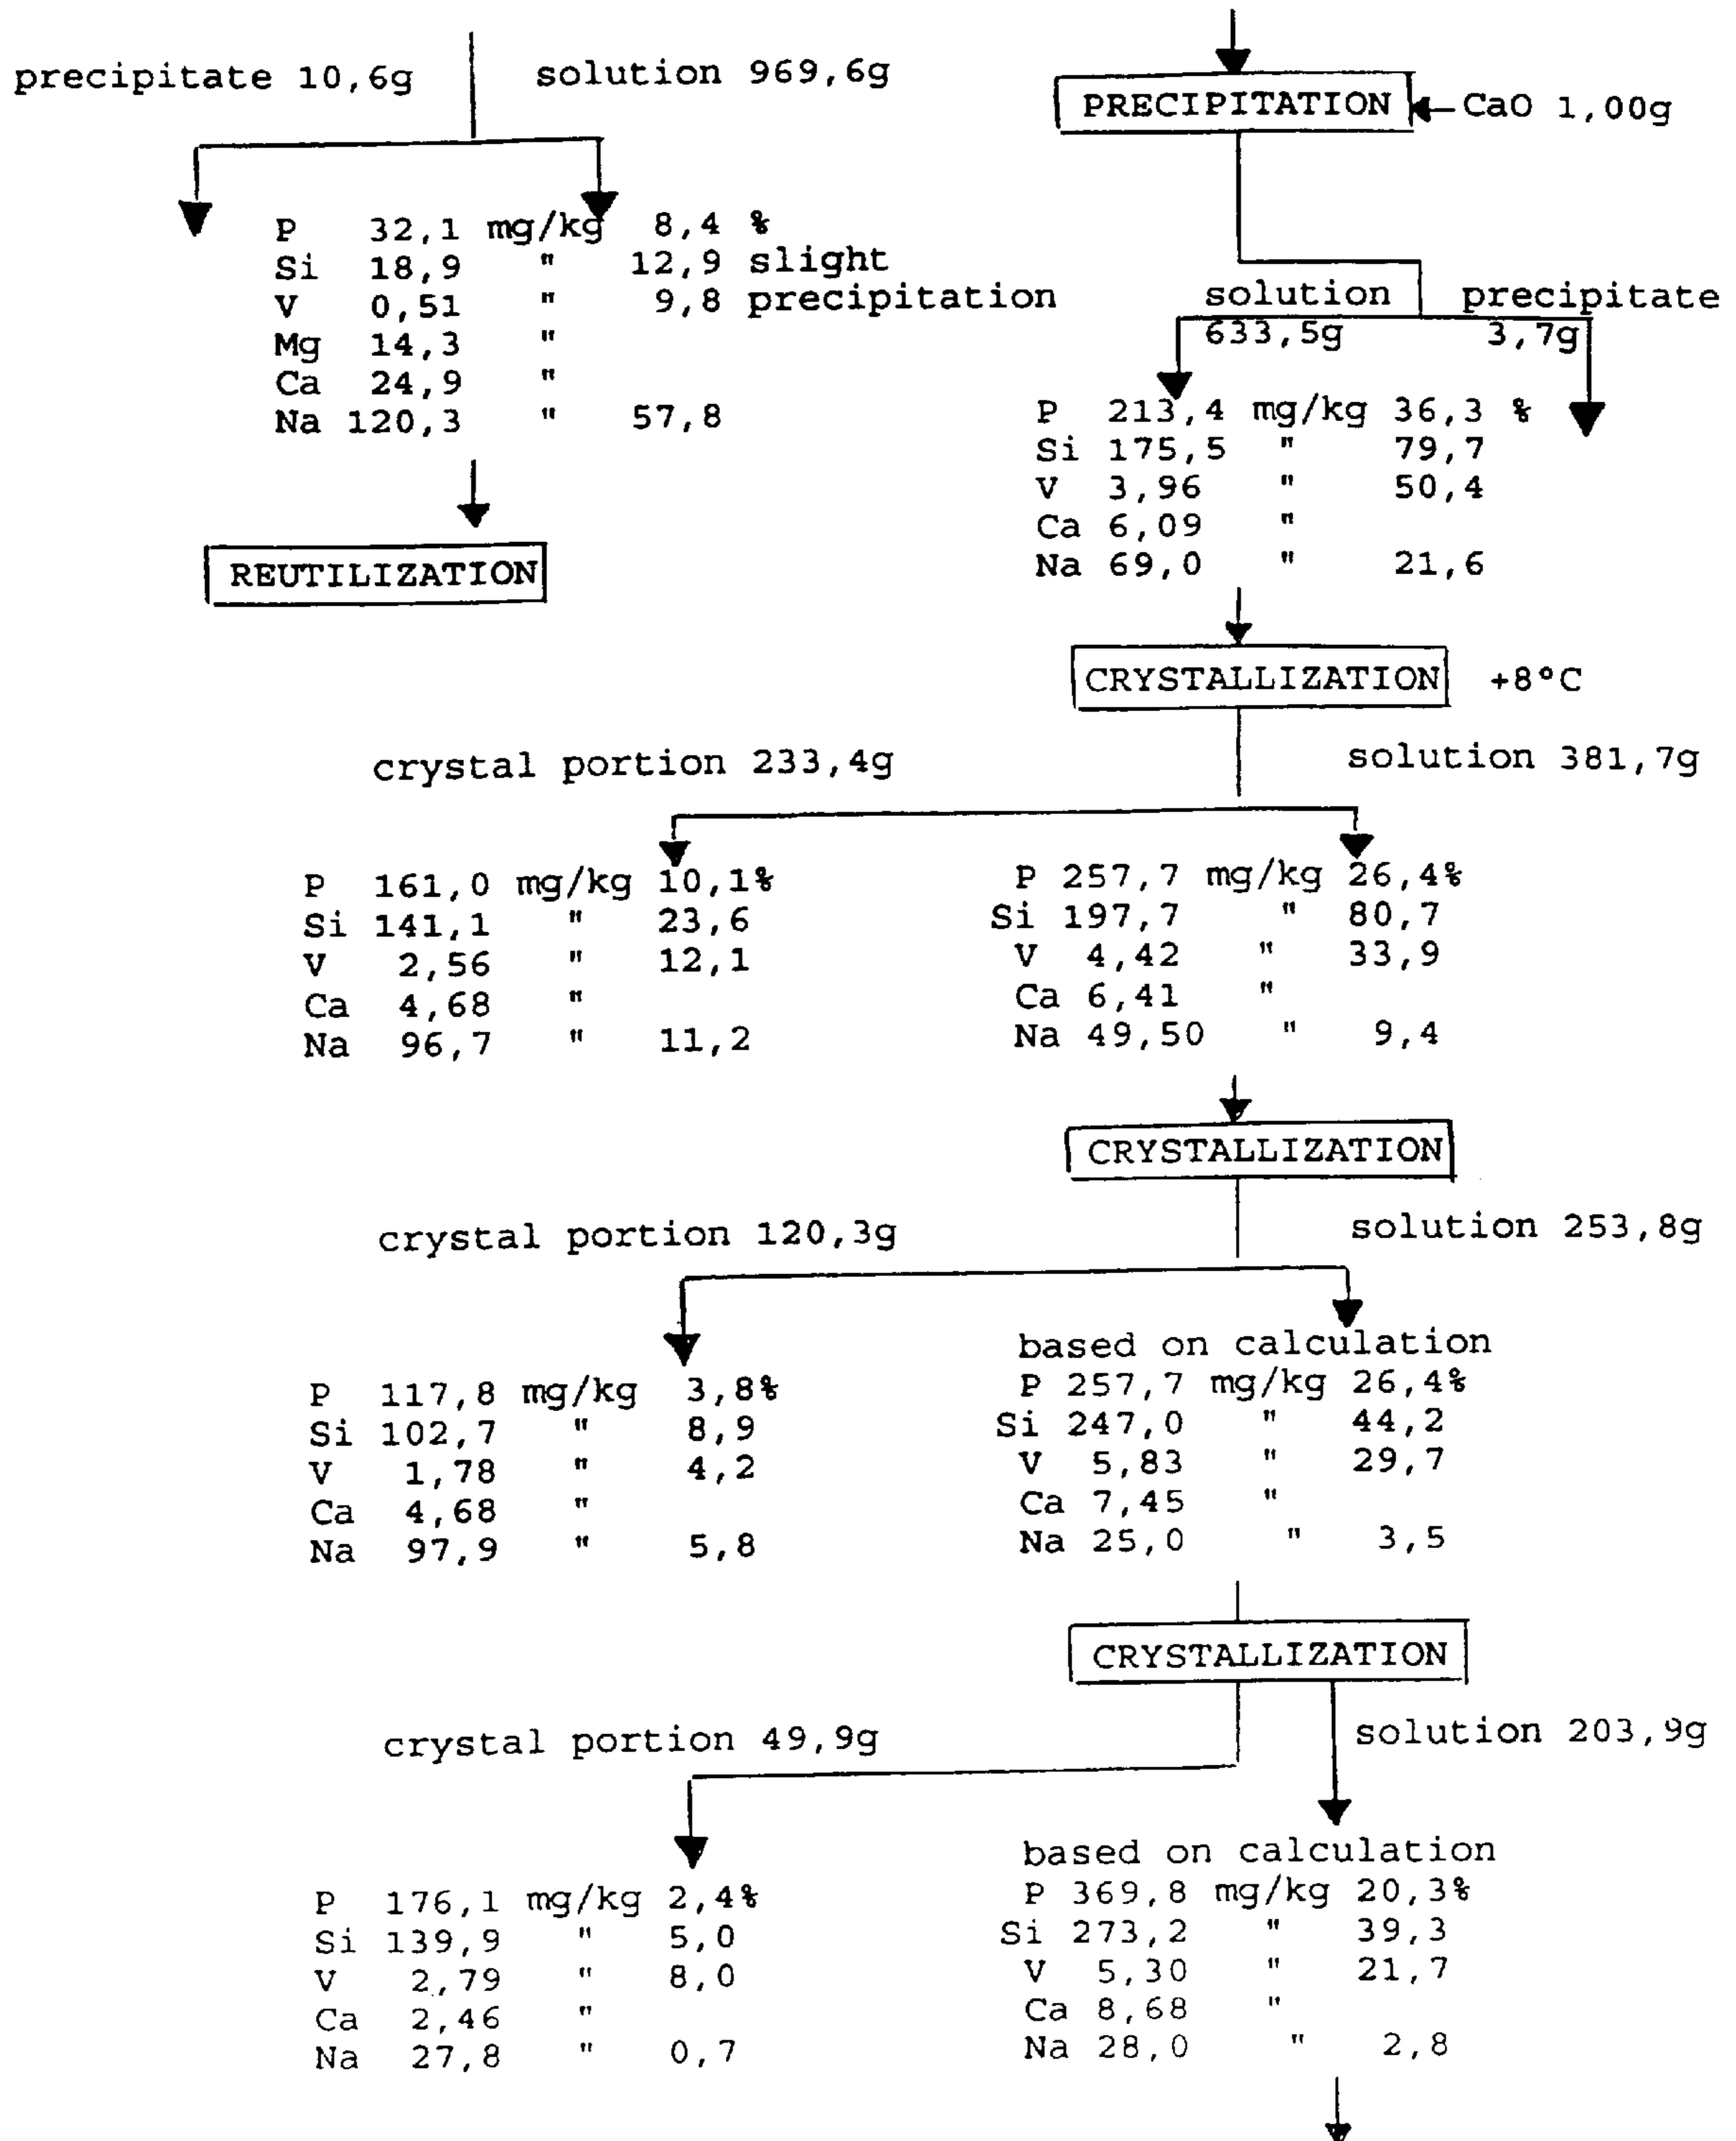 precipitate 10,6g solution 969,6g
P 32,1 mg/kg 8,4 %
Si 18,9 " 12,9 slight
V 0,51 " 9,8 precipitation
Mg 14,3 "
Ca 24,9 "
Na 120,3 " 57,8
REUTILIZATION
PRECIPITATION CaO 1,00g
solution precipitate
633,5g 3,7g
P 213,4 mg/kg 36,3 %
Si 175,5 " 79,7
V 3,96 " 50,4
Ca 6,09 "
Na 69,0 " 21,6
CRYSTALLIZATION +8°C
crystal portion 233,4g solution 381,7g
P 161,0 mg/kg 10,1%
Si 141,1 " 23,6
V 2,56 " 12,1
Ca 4,68 "
Na 96,7 " 11,2
P 257,7 mg/kg 26,4%
Si 197,7 " 80,7
V 4,42 " 33,9
Ca 6,41 "
Na 49,50 " 9,4
CRYSTALLIZATION
crystal portion 120,3g solution 253,8g
P 117,8 mg/kg 3,8%
Si 102,7 " 8,9
V 1,78 " 4,2
Ca 4,68 "
Na 97,9 " 5,8
based on calculation
P 257,7 mg/kg 26,4%
Si 247,0 " 44,2
V 5,83 " 29,7
Ca 7,45 "
Na 25,0 " 3,5
CRYSTALLIZATION
crystal portion 49,9g solution 203,9g
P 176,1 mg/kg 2,4%
Si 139,9 " 5,0
V 2,79 " 8,0
Ca 2,46 "
Na 27,8 " 0,7
based on calculation
P 369,8 mg/kg 20,3%
Si 273,2 " 39,3
V 5,30 " 21,7
Ca 8,68 "
Na 28,0 " 2,8